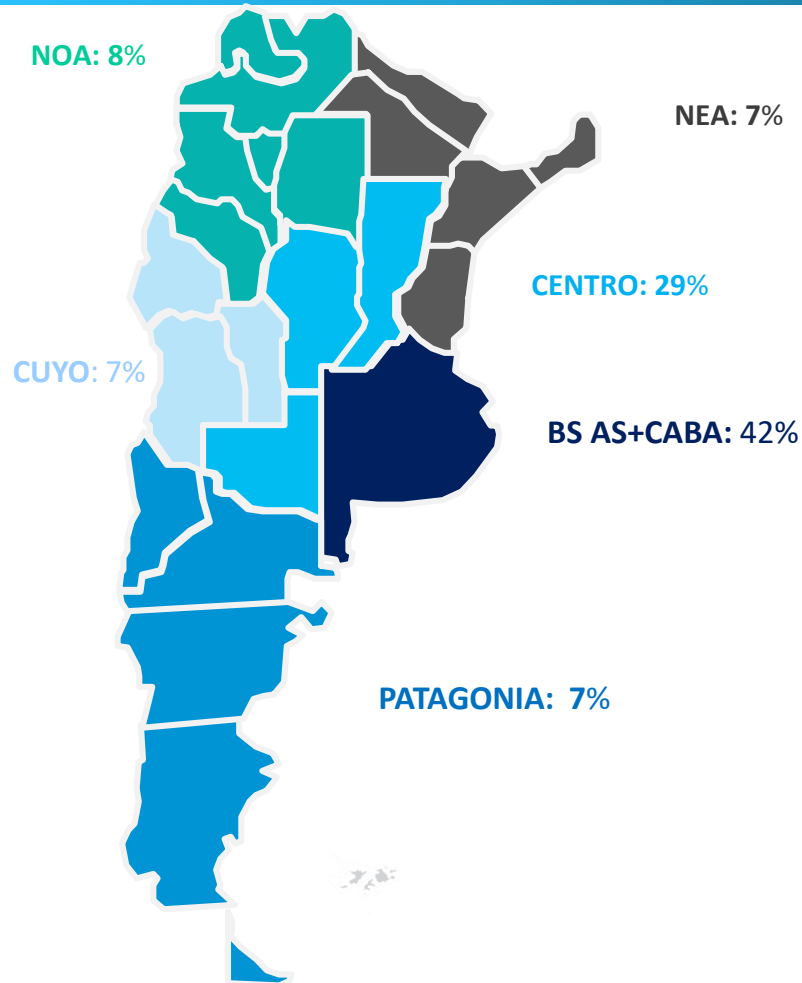 NOA: 8%
NEA: 7%
CENTRO: 29%
CUYO: 7%
BS AS+CABA: 42%
PATAGONIA: 7%